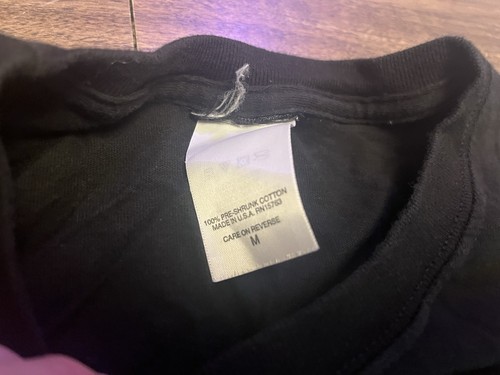 100% PRE-SHRUNK COTTON
MADE IN U.S.A. RN15763
CARE ON REVERSE
M